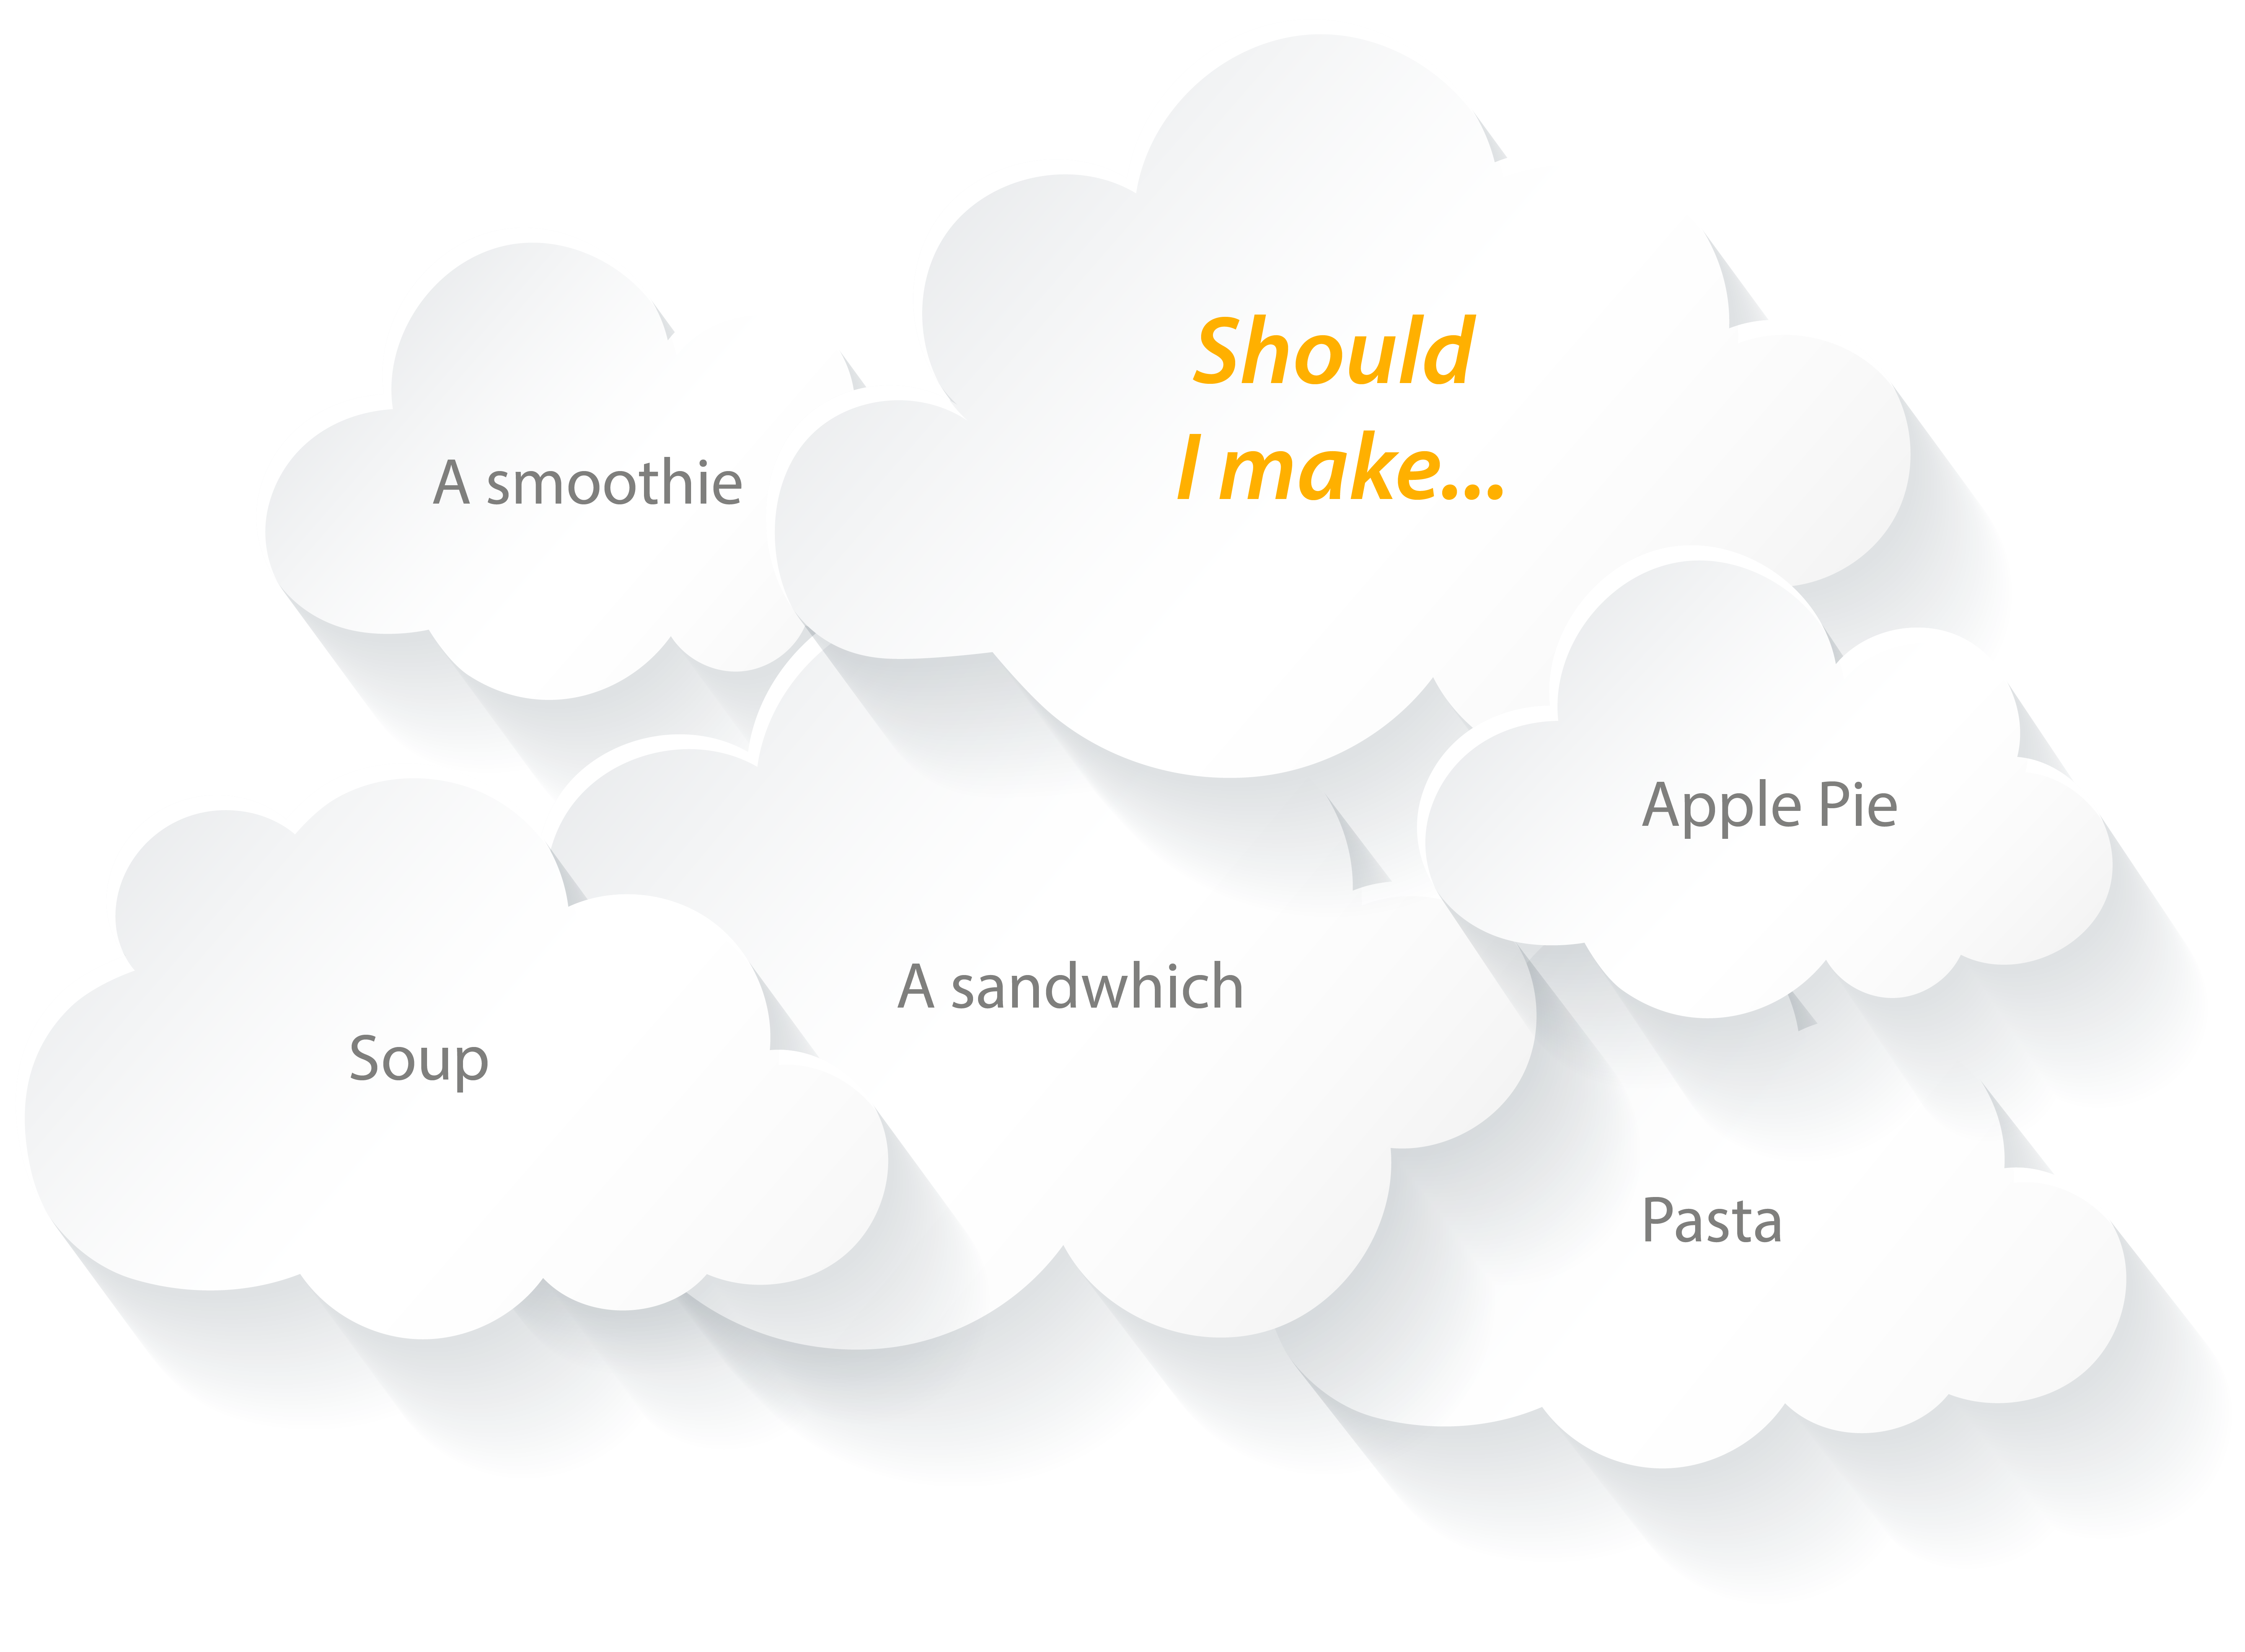 Should
I make...
A smoothie
Apple Pie
A sandwhich
Soup
Pasta